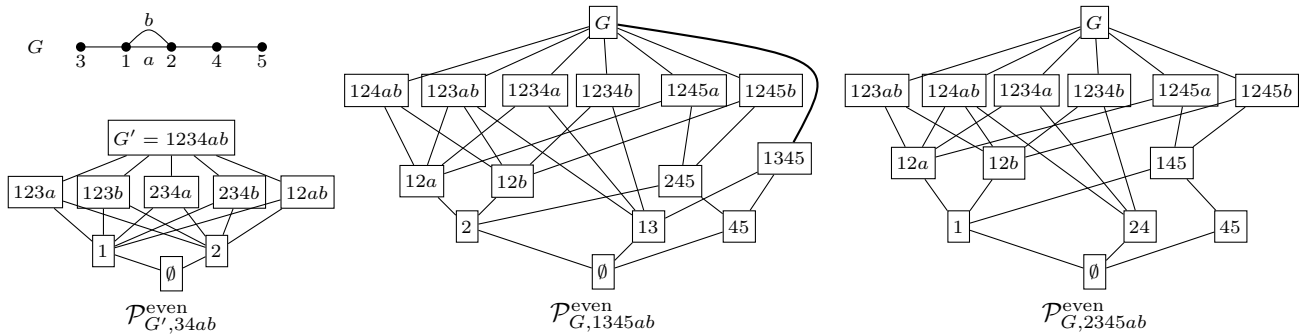 G
b
3 1 a 2 4 5
G' = 1234ab
123a 123b 234a 234b 12ab
1 2
∅
𝒫^even_{G',34ab}
G
124ab 123ab 1234a 1234b 1245a 1245b
1345
12a 12b 245
2 13 45
∅
𝒫^even_{G,1345ab}
G
123ab 124ab 1234a 1234b 1245a 1245b
12a 12b 145
1 24 45
∅
𝒫^even_{G,2345ab}